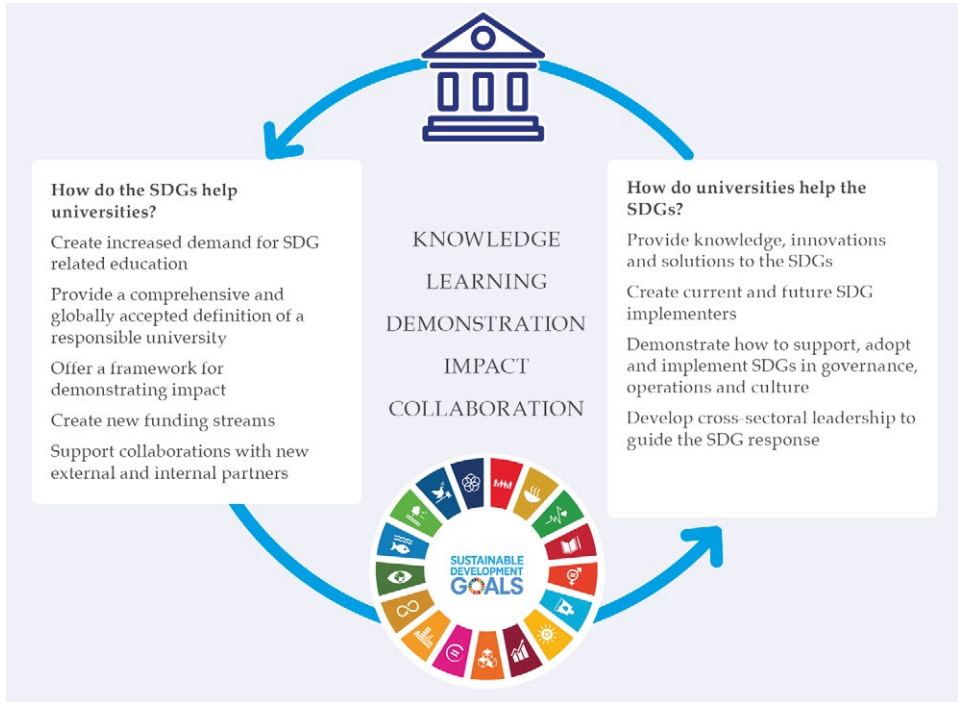 How do the SDGs help
universities?
Create increased demand for SDG
related education
Provide a comprehensive and
globally accepted definition of a
responsible university
Offer a framework for
demonstrating impact
Create new funding streams
Support collaborations with new
external and internal partners
KNOWLEDGE
LEARNING
DEMONSTRATION
IMPACT
COLLABORATION
How do universities help the
SDGs?
Provide knowledge, innovations
and solutions to the SDGs
Create current and future SDG
implementers
Demonstrate how to support, adopt
and implement SDGs in governance,
operations and culture
Develop cross-sectoral leadership to
guide the SDG response
SUSTAINABLE
DEVELOPMENT
GOALS